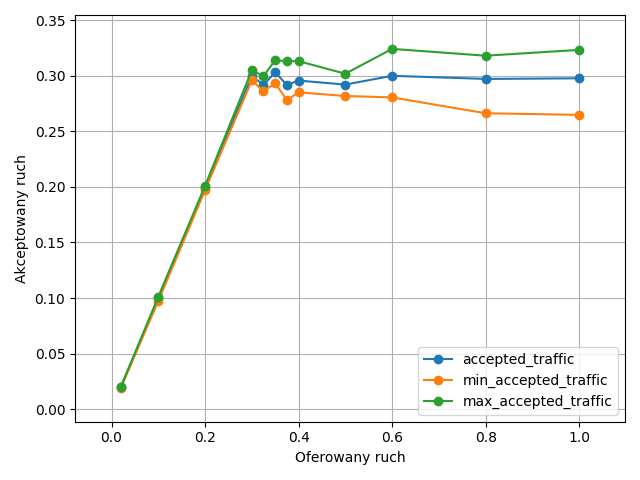 0.35
0.30
0.25
0.20
0.15
0.10
0.05
0.00
Akceptowany ruch
accepted_traffic
min_accepted_traffic
max_accepted_traffic
0.0 0.2 0.4 0.6 0.8 1.0
Oferowany ruch